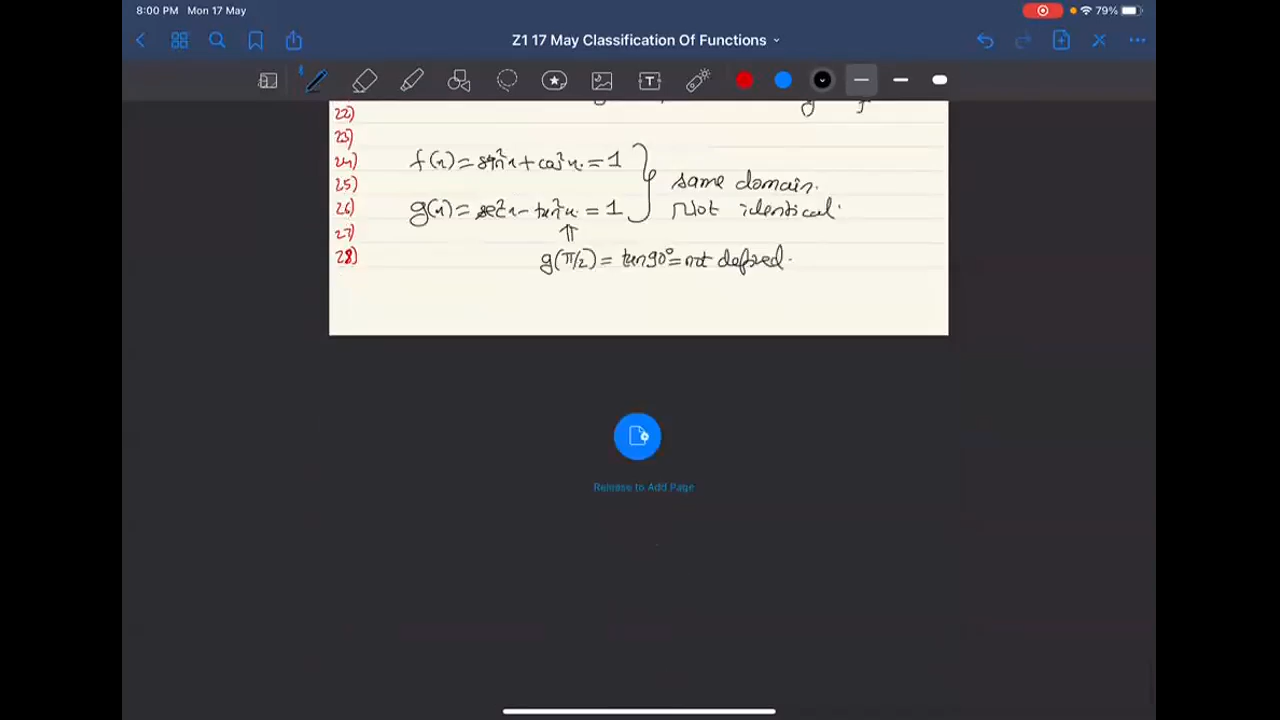 8:00 PM Mon 17 May
79%
Z1 17 May Classification Of Functions
T
22)
23)
24) f(x) = sin²x + cos²x = 1
25) same domain.
26) g(x) = sec²x - tan²x = 1 Not identical.
27)
28) g(π/2) = tan90° = not defined.
Release to Add Page